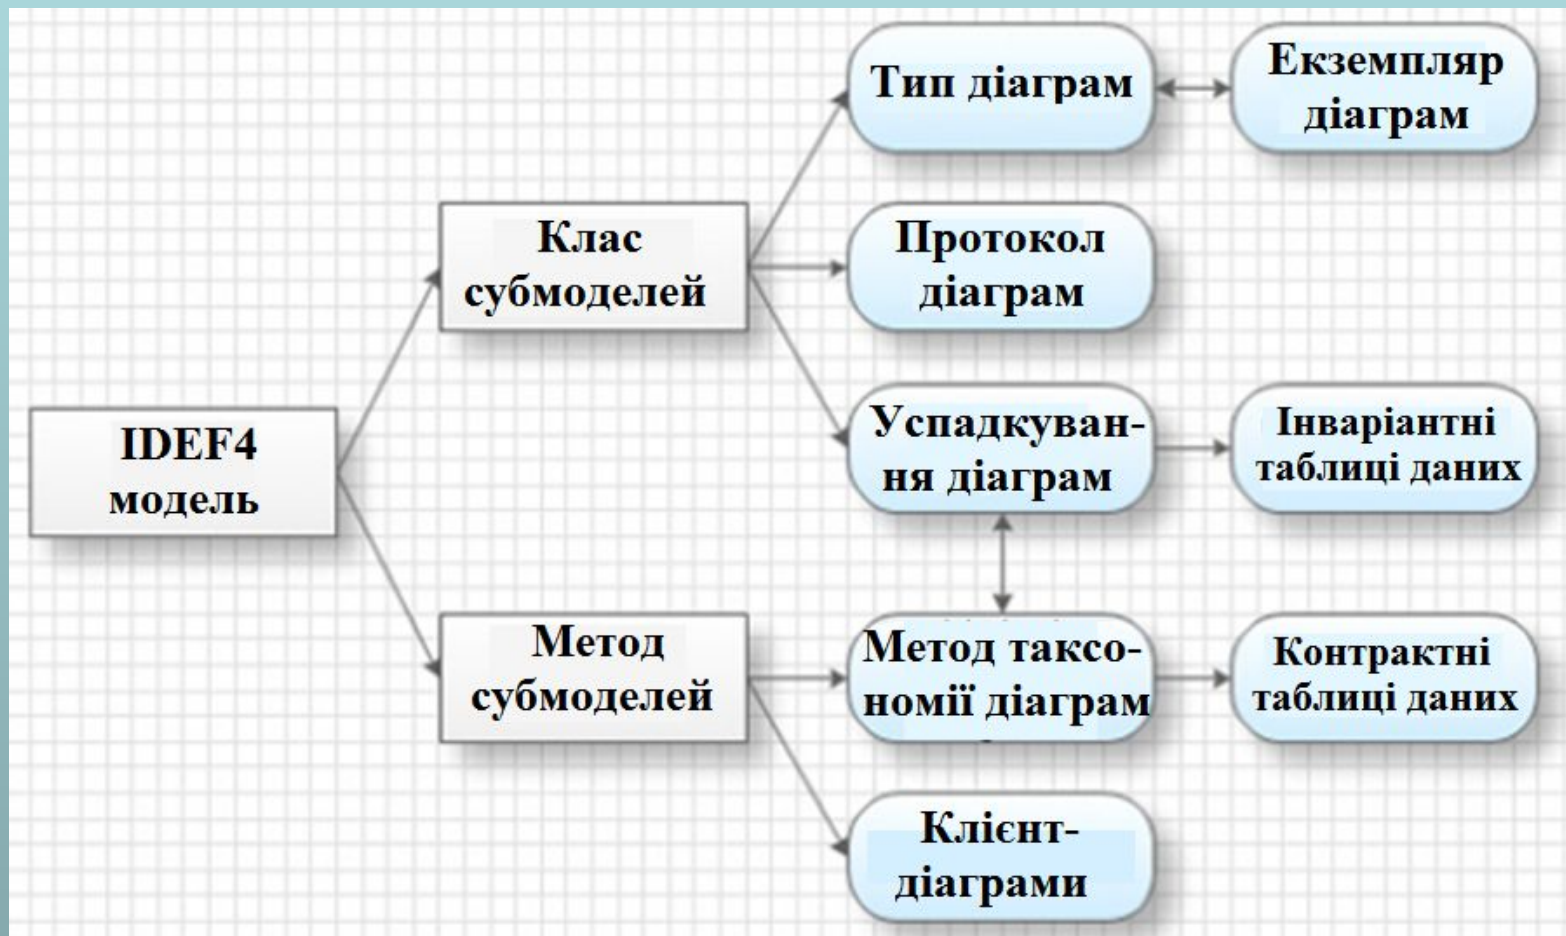 Тип діаграм
Екземпляр
діаграм
Клас
субмоделей
Протокол
діаграм
IDEF4
модель
Успадкуван-
ня діаграм
Інваріантні
таблиці даних
Метод
субмоделей
Метод таксо-
номії діаграм
Контрактні
таблиці даних
Клієнт-
діаграми